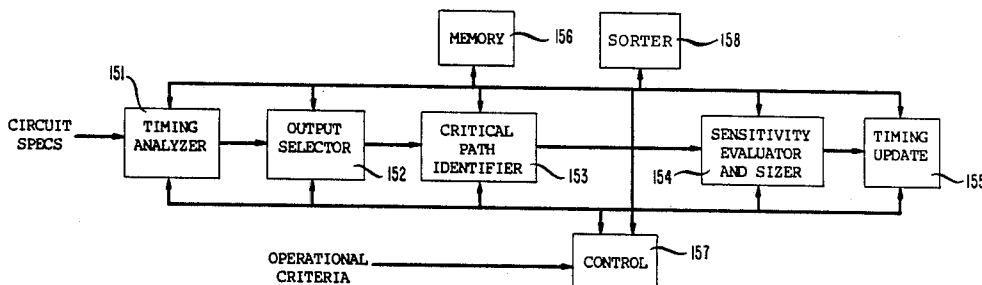 MEMORY
156
SORTER
158
151
CIRCUIT
SPECS
TIMING
ANALYZER
OUTPUT
SELECTOR
152
CRITICAL
PATH
IDENTIFIER
153
SENSITIVITY
EVALUATOR
AND SIZER
154
TIMING
UPDATE
155
OPERATIONAL
CRITERIA
CONTROL
157